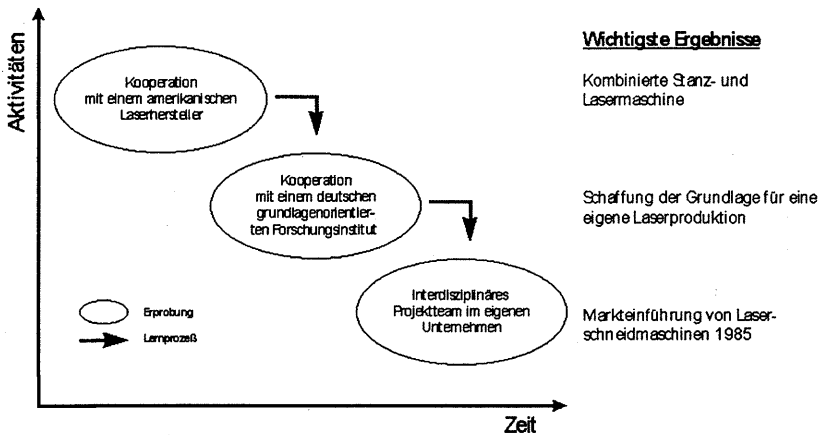 Aktivitäten
Wichtigste Ergebnisse
Kooperation
mit einem amerikanischen
Laserhersteller
Kombinierte Stanz- und
Lasermaschine
Kooperation
mit einem deutschen
grundlagenorientier-
ten Forschungsinstitut
Schaffung der Grundlage für eine
eigene Laserproduktion
Interdisziplinäres
Projektteam im eigenen
Unternehmen
Markteinführung von Laser-
schneidmaschinen 1985
Erprobung
Lernprozeß
Zeit